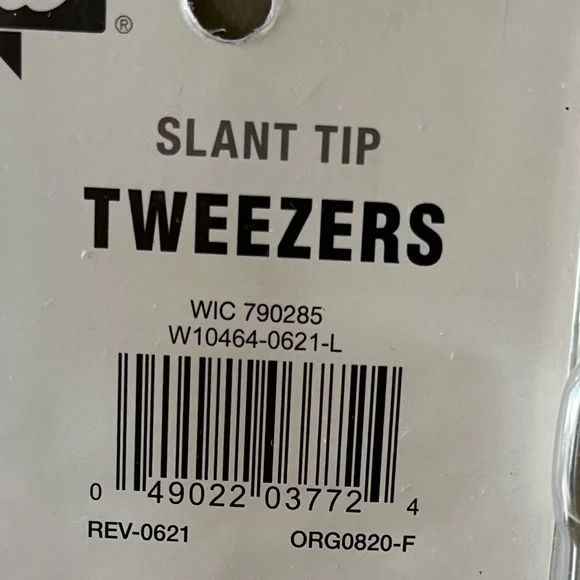 ®
SLANT TIP
TWEEZERS
WIC 790285
W10464-0621-L
0 49022 03772 4
REV-0621 ORG0820-F